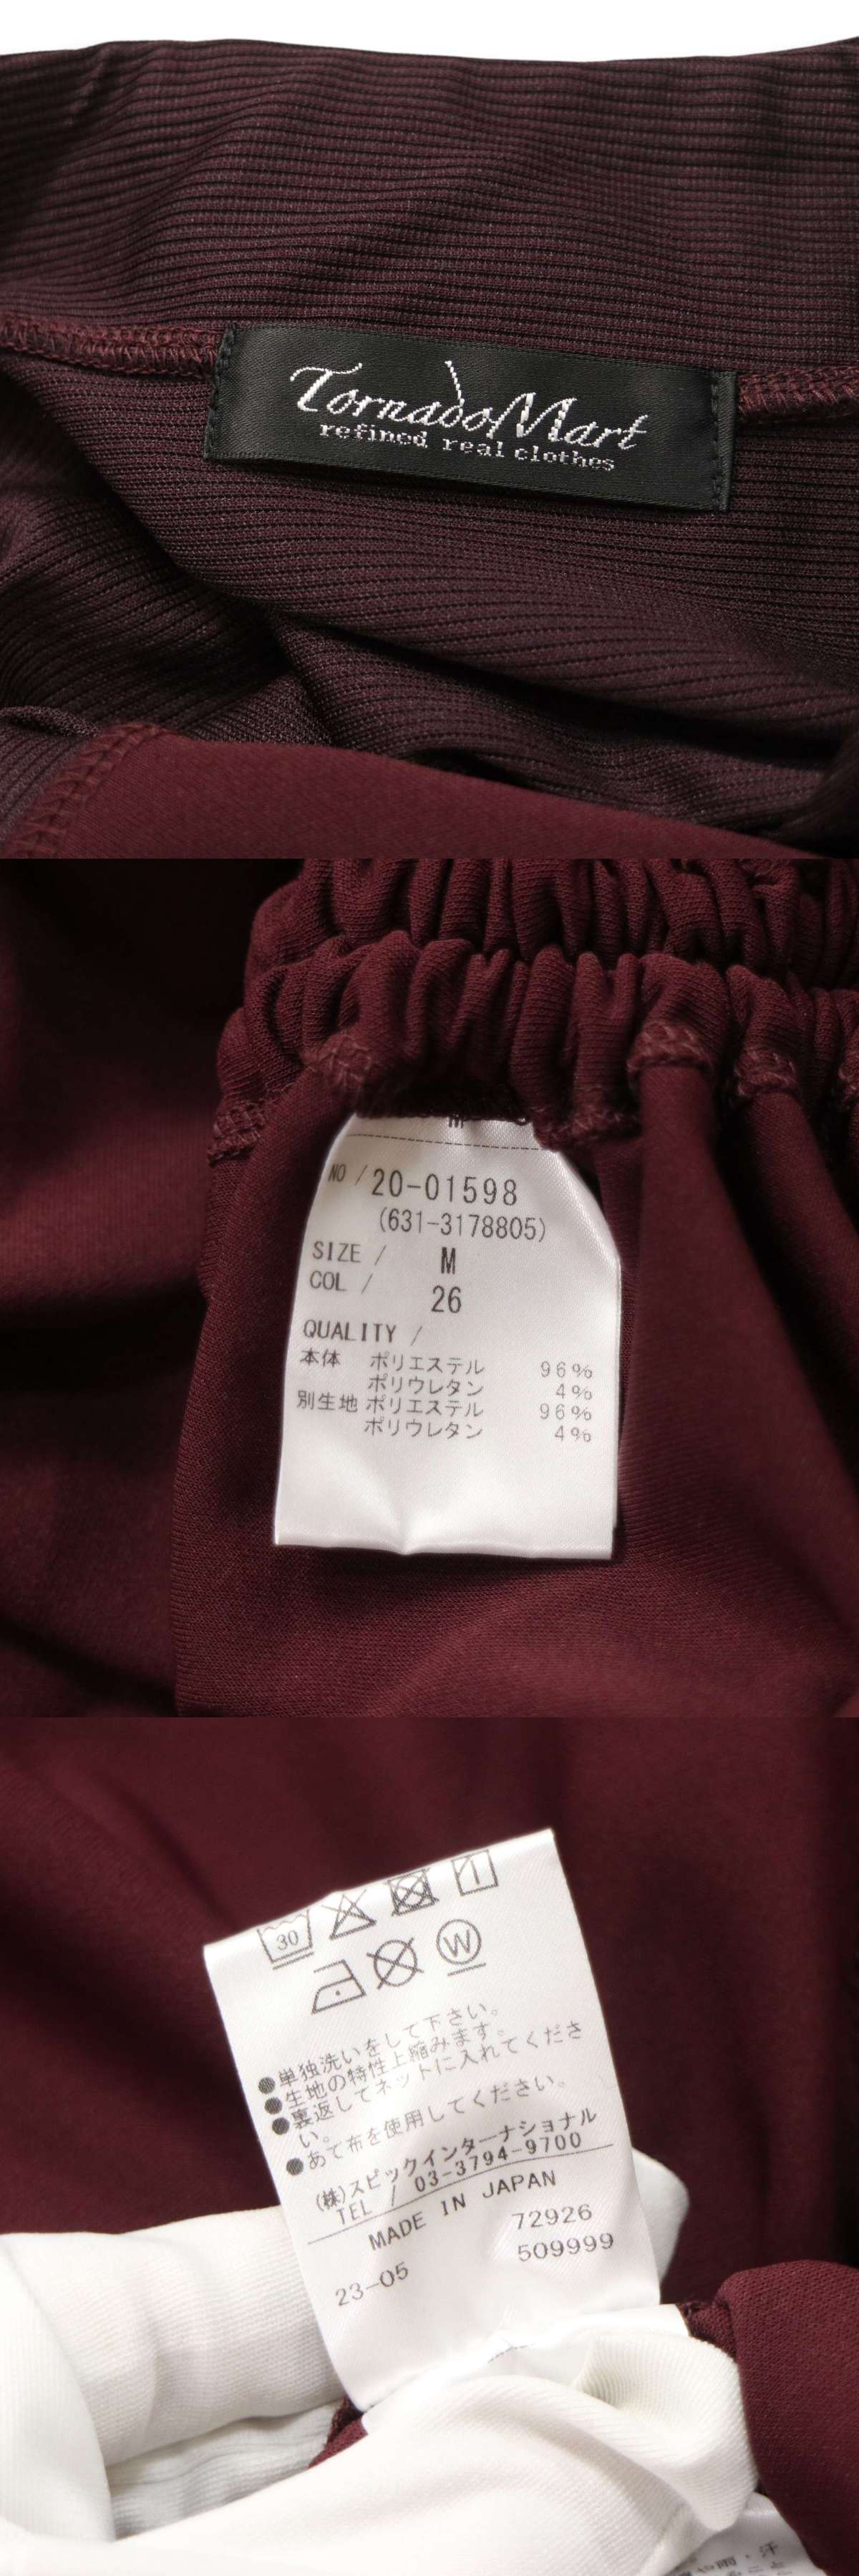 TornadoMart
refined real clothes
M
NO / 20-01598
(631-3178805)
SIZE / M
COL / 26
QUALITY /
本体 ポリエステル 96%
ポリウレタン 4%
別生地 ポリエステル 96%
ポリウレタン 4%
30
W
●単独洗いをして下さい。
●生地の特性上縮みます。
●裏返してネットに入れてくださ
い。
●あて布を使用してください。
(株)スピックインターナショナル
TEL / 03-3794-9700
MADE IN JAPAN
72926
23-05 509999
雨・汗